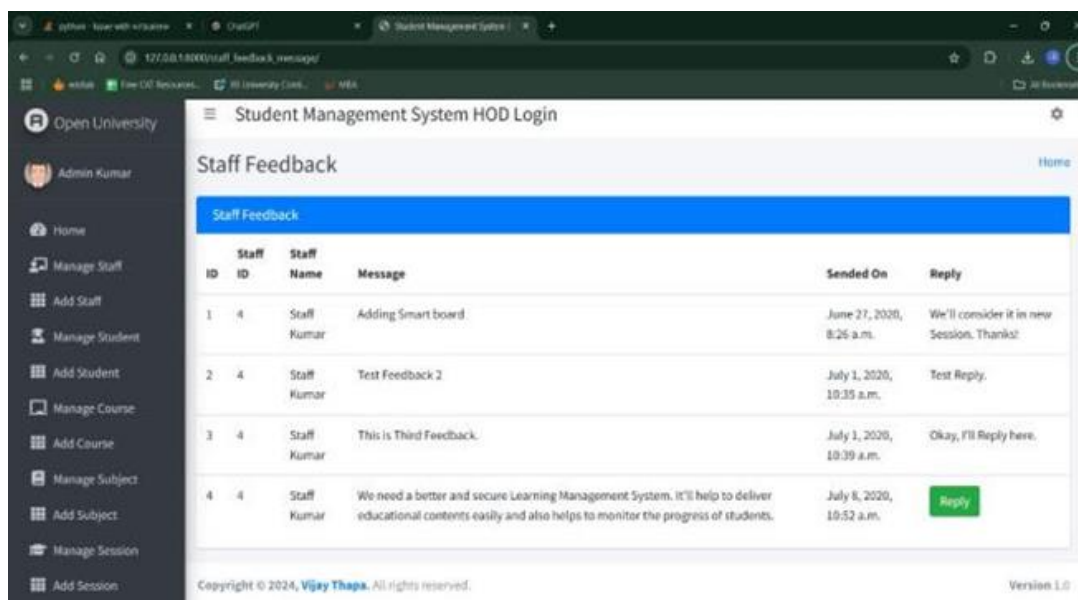 ChatGPT
Student Management System
127.0.0.1:8000/staff_feedback_message/
MBA
Open University
Student Management System HOD Login
Admin Kumar
Staff Feedback
Home
Staff Feedback
Home
Manage Staff
Add Staff
Manage Student
Add Student
Manage Course
Add Course
Manage Subject
Add Subject
Manage Session
Add Session
ID Staff ID Staff Name Message Sended On Reply
1 4 Staff Kumar Adding Smart board June 27, 2020, 8:26 a.m. We'll consider it in new Session. Thanks!
2 4 Staff Kumar Test Feedback 2 July 1, 2020, 10:35 a.m. Test Reply.
3 4 Staff Kumar This is Third Feedback. July 1, 2020, 10:39 a.m. Okay, I'll Reply here.
4 4 Staff Kumar We need a better and secure Learning Management System. It'll help to deliver
educational contents easily and also helps to monitor the progress of students. July 8, 2020, 10:52 a.m. Reply
Copyright © 2024, Vijay Thapa. All rights reserved.
Version 1.0